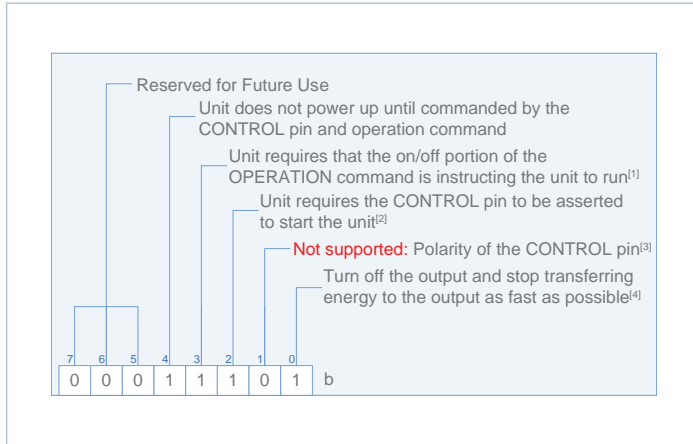 Reserved for Future Use
Unit does not power up until commanded by the
CONTROL pin and operation command
Unit requires that the on/off portion of the
OPERATION command is instructing the unit to run[1]
Unit requires the CONTROL pin to be asserted
to start the unit[2]
Not supported: Polarity of the CONTROL pin[3]
Turn off the output and stop transferring
energy to the output as fast as possible[4]
7 6 5 4 3 2 1 0
0 0 0 1 1 1 0 1 b